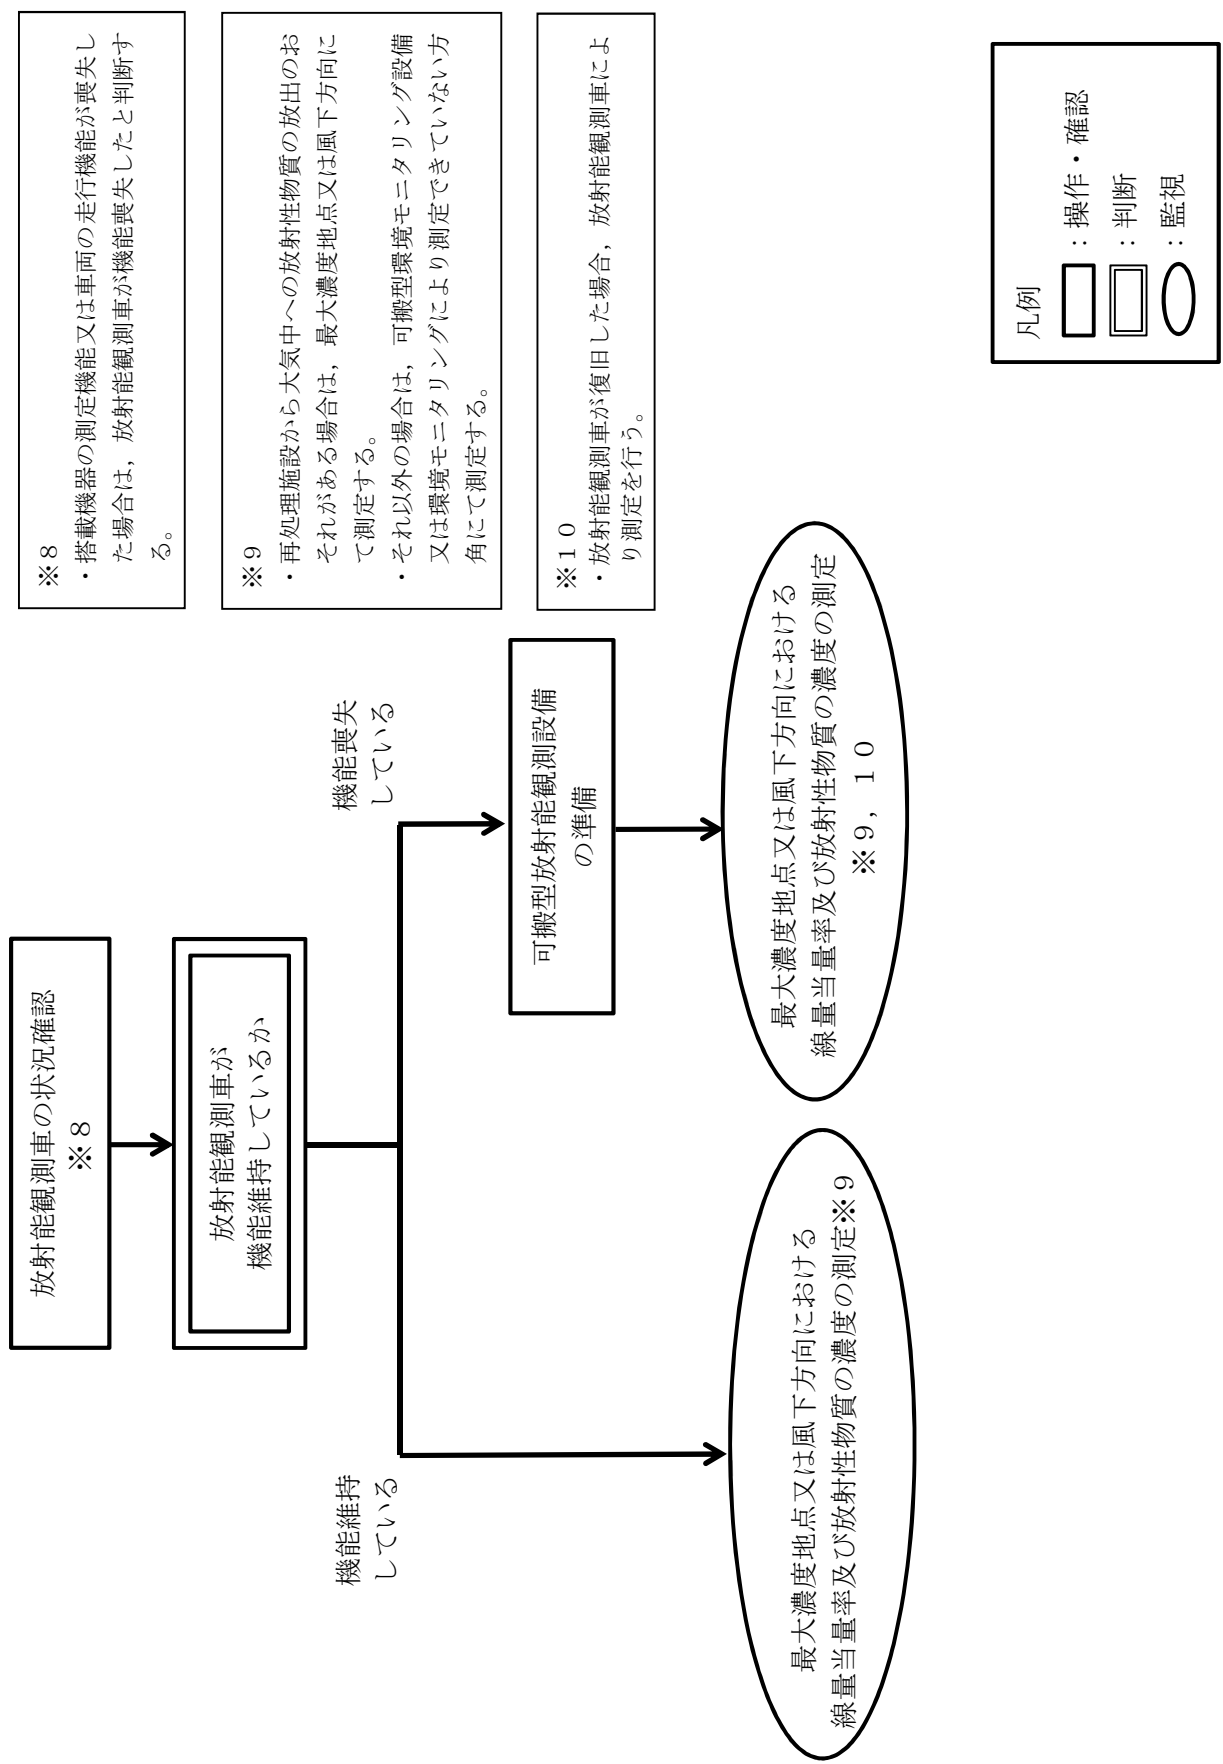 放射能観測車の状況確認
※８
放射能観測車が
機能維持しているか
機能維持
している
機能喪失
している
可搬型放射能観測設備
の準備
最大濃度地点又は風下方向における
線量当量率及び放射性物質の濃度の測定※９
最大濃度地点又は風下方向における
線量当量率及び放射性物質の濃度の測定
※９，１０
※８
・搭載機器の測定機能又は車両の走行機能が喪失し
た場合は，放射能観測車が機能喪失したと判断す
る。
※９
・再処理施設から大気中への放射性物質の放出のお
それがある場合は，最大濃度地点又は風下方向に
て測定する。
・それ以外の場合は，可搬型環境モニタリング設備
又は環境モニタリングにより測定できていない方
角にて測定する。
※１０
・放射能観測車が復旧した場合，放射能観測車によ
り測定を行う。
凡例
：操作・確認
：判断
：監視